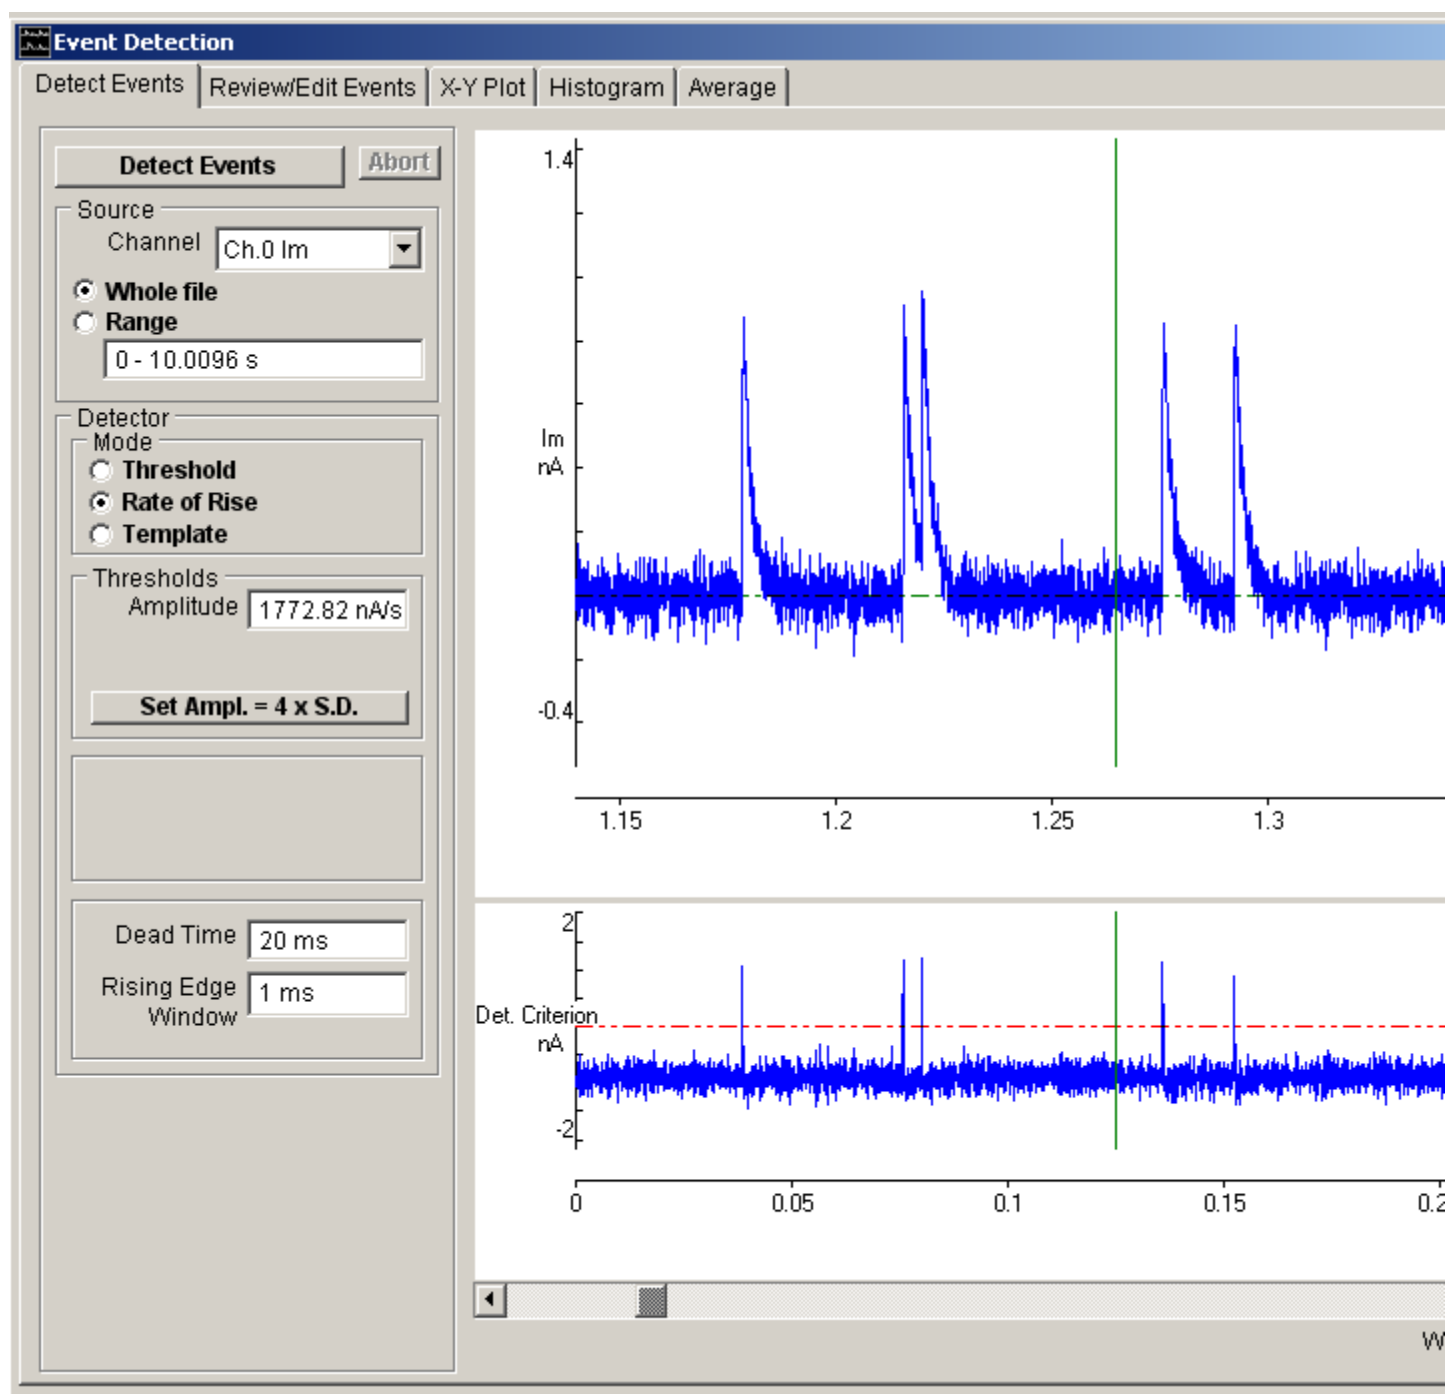 Event Detection
Detect Events Review/Edit Events X-Y Plot Histogram Average
Detect Events Abort
Source
Channel Ch.0 Im
Whole file
Range
0 - 10.0096 s
Detector
Mode
Threshold
Rate of Rise
Template
Thresholds
Amplitude 1772.82 nA/s
Set Ampl. = 4 x S.D.
Dead Time 20 ms
Rising Edge 1 ms
Window
1.4
Im
nA
-0.4
1.15 1.2 1.25 1.3
2
Det. Criterion
nA
-2
0 0.05 0.1 0.15 0.2